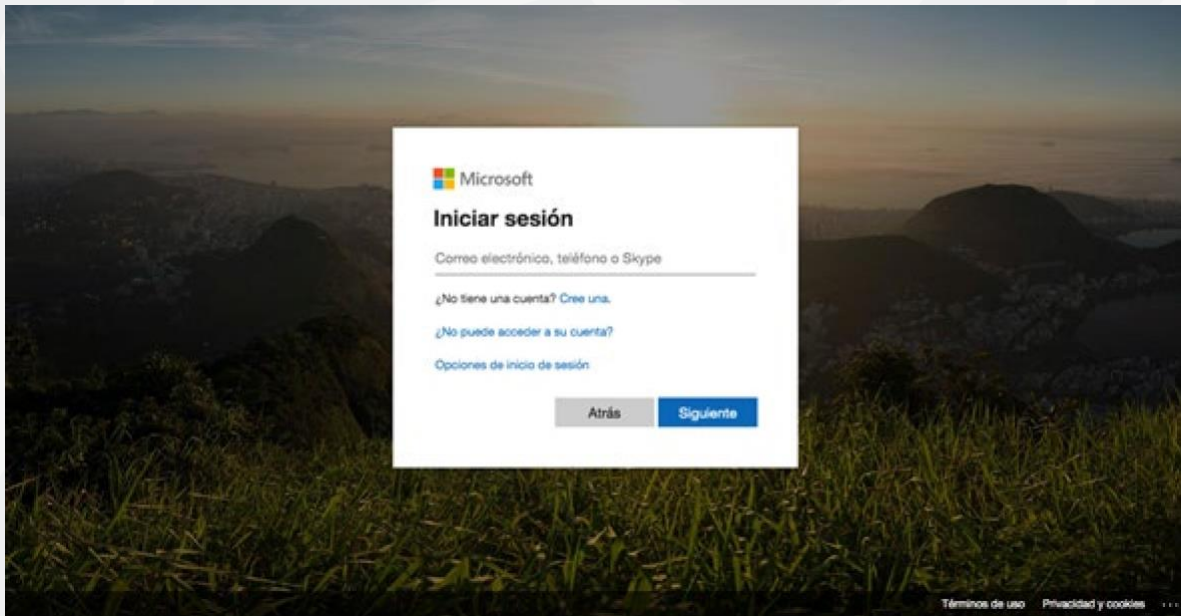 Microsoft
Iniciar sesión
Correo electrónico, teléfono o Skype
¿No tiene una cuenta? Cree una.
¿No puede acceder a su cuenta?
Opciones de inicio de sesión
Atrás Siguiente
Términos de uso Privacidad y cookies ...